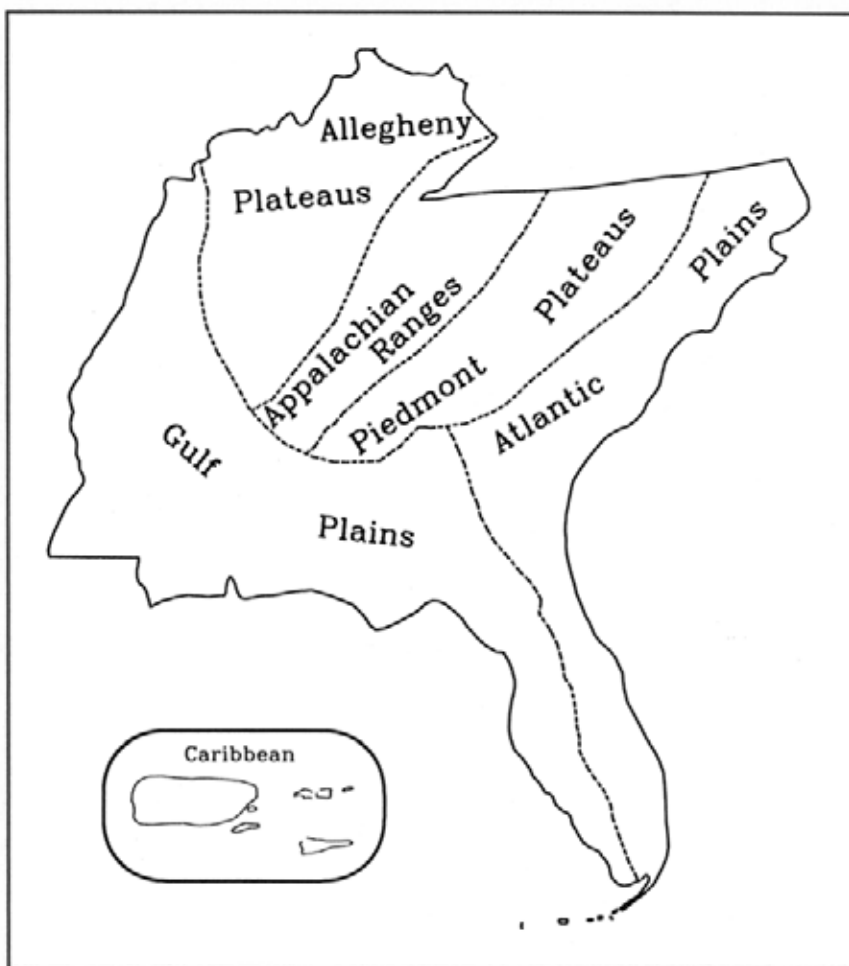 Allegheny
Plateaus
Appalachian
Ranges
Piedmont
Plateaus
Atlantic
Plains
Gulf
Plains
Caribbean